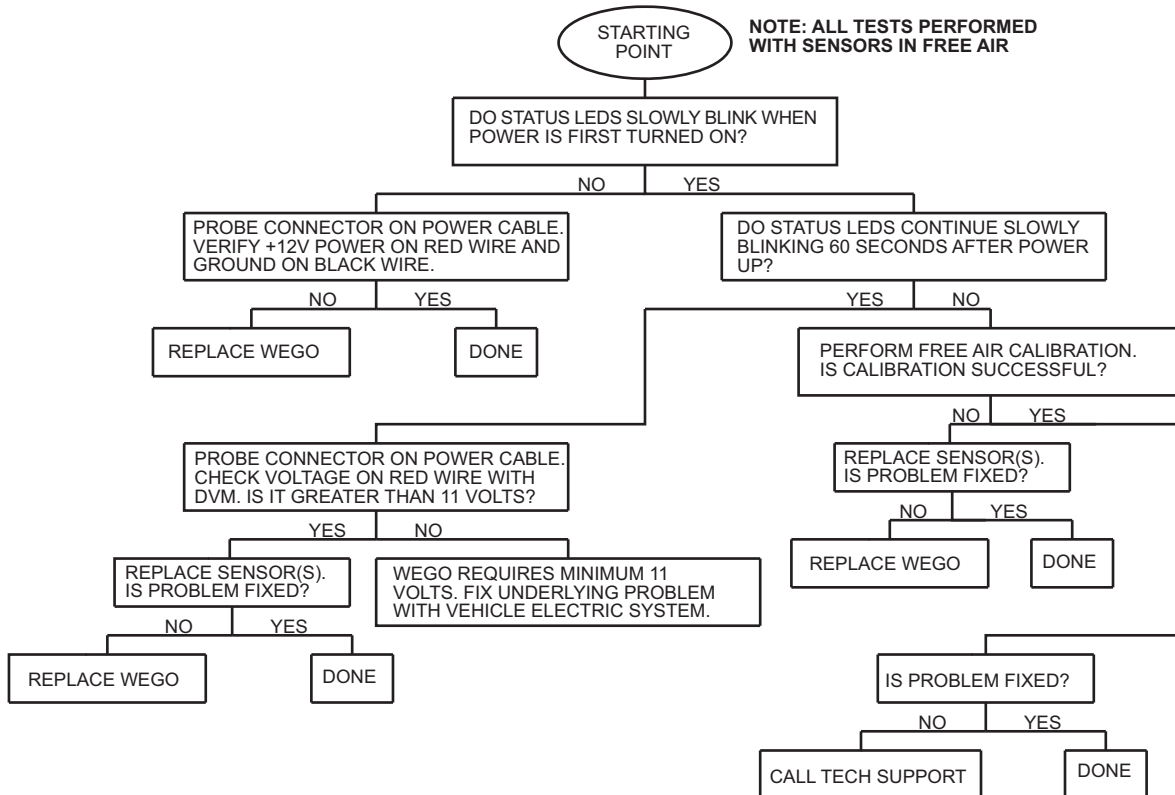 STARTING
POINT
NOTE: ALL TESTS PERFORMED
WITH SENSORS IN FREE AIR
DO STATUS LEDS SLOWLY BLINK WHEN
POWER IS FIRST TURNED ON?
NO
YES
PROBE CONNECTOR ON POWER CABLE.
VERIFY +12V POWER ON RED WIRE AND
GROUND ON BLACK WIRE.
DO STATUS LEDS CONTINUE SLOWLY
BLINKING 60 SECONDS AFTER POWER
UP?
NO
YES
YES
NO
REPLACE WEGO
DONE
PERFORM FREE AIR CALIBRATION.
IS CALIBRATION SUCCESSFUL?
NO
YES
PROBE CONNECTOR ON POWER CABLE.
CHECK VOLTAGE ON RED WIRE WITH
DVM. IS IT GREATER THAN 11 VOLTS?
REPLACE SENSOR(S).
IS PROBLEM FIXED?
NO
YES
YES
NO
REPLACE WEGO
DONE
REPLACE SENSOR(S).
IS PROBLEM FIXED?
WEGO REQUIRES MINIMUM 11
VOLTS. FIX UNDERLYING PROBLEM
WITH VEHICLE ELECTRIC SYSTEM.
NO
YES
REPLACE WEGO
DONE
IS PROBLEM FIXED?
NO
YES
CALL TECH SUPPORT
DONE